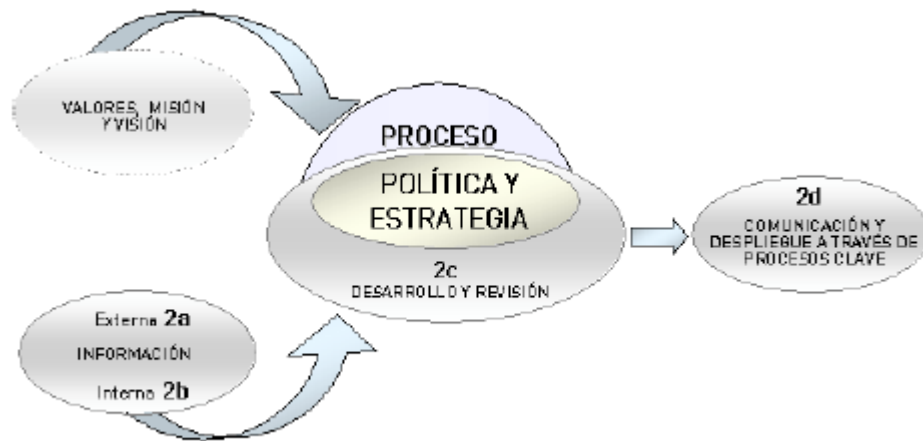 VALORES, MISIÓN
Y VISIÓN
PROCESO
POLÍTICA Y
ESTRATEGIA
2c
DESARROLLO Y REVISIÓN
2d
COMUNICACIÓN Y
DESPLIEGUE A TRAVÉS DE
PROCESOS CLAVE
Externa 2a
INFORMACIÓN
Interna 2b